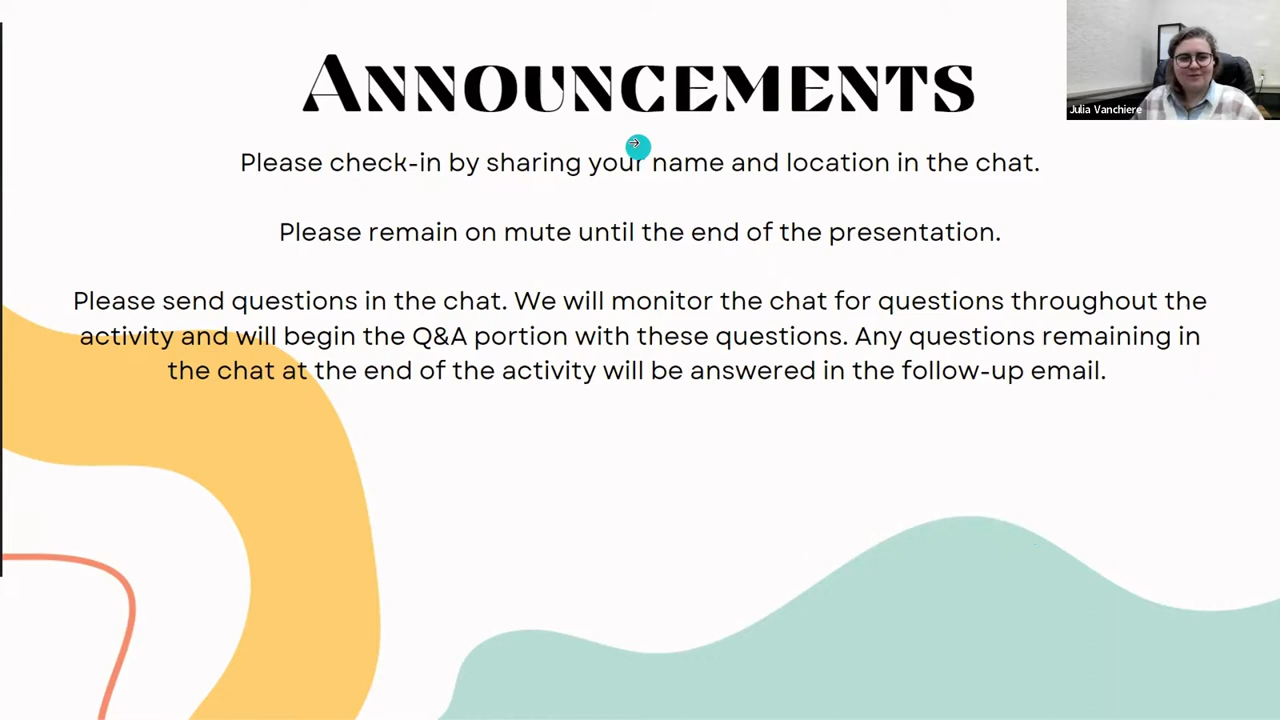 ANNOUNCEMENTS
Julia Vanchiere
Please check-in by sharing your name and location in the chat.
Please remain on mute until the end of the presentation.
Please send questions in the chat. We will monitor the chat for questions throughout the
activity and will begin the Q&A portion with these questions. Any questions remaining in
the chat at the end of the activity will be answered in the follow-up email.